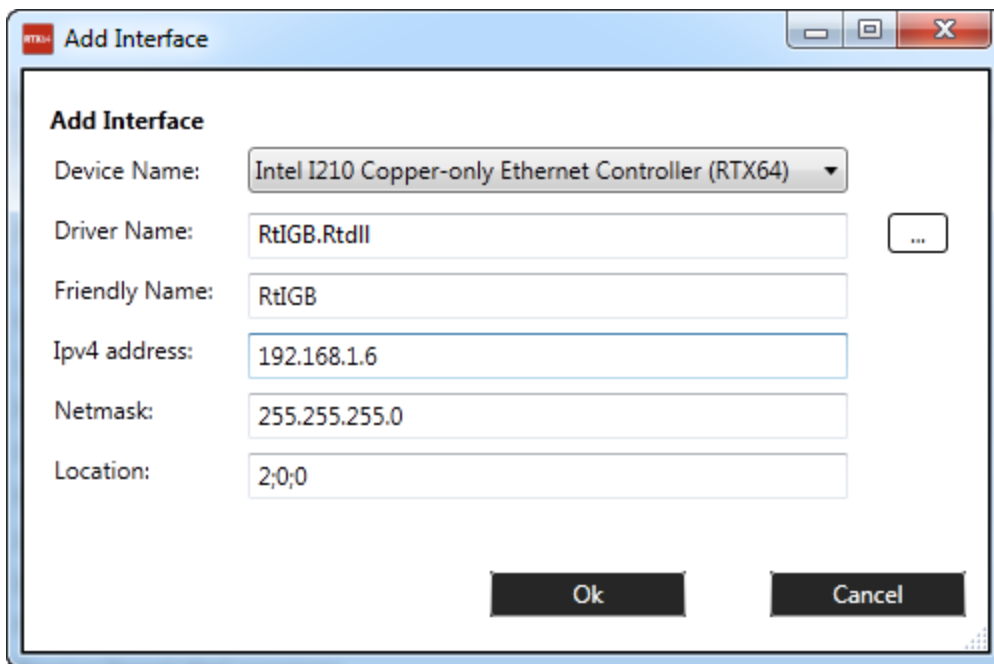 RTX64 Add Interface
Add Interface
Device Name: Intel I210 Copper-only Ethernet Controller (RTX64)
Driver Name: RtIGB.Rtdll ...
Friendly Name: RtIGB
Ipv4 address: 192.168.1.6
Netmask: 255.255.255.0
Location: 2;0;0
Ok Cancel